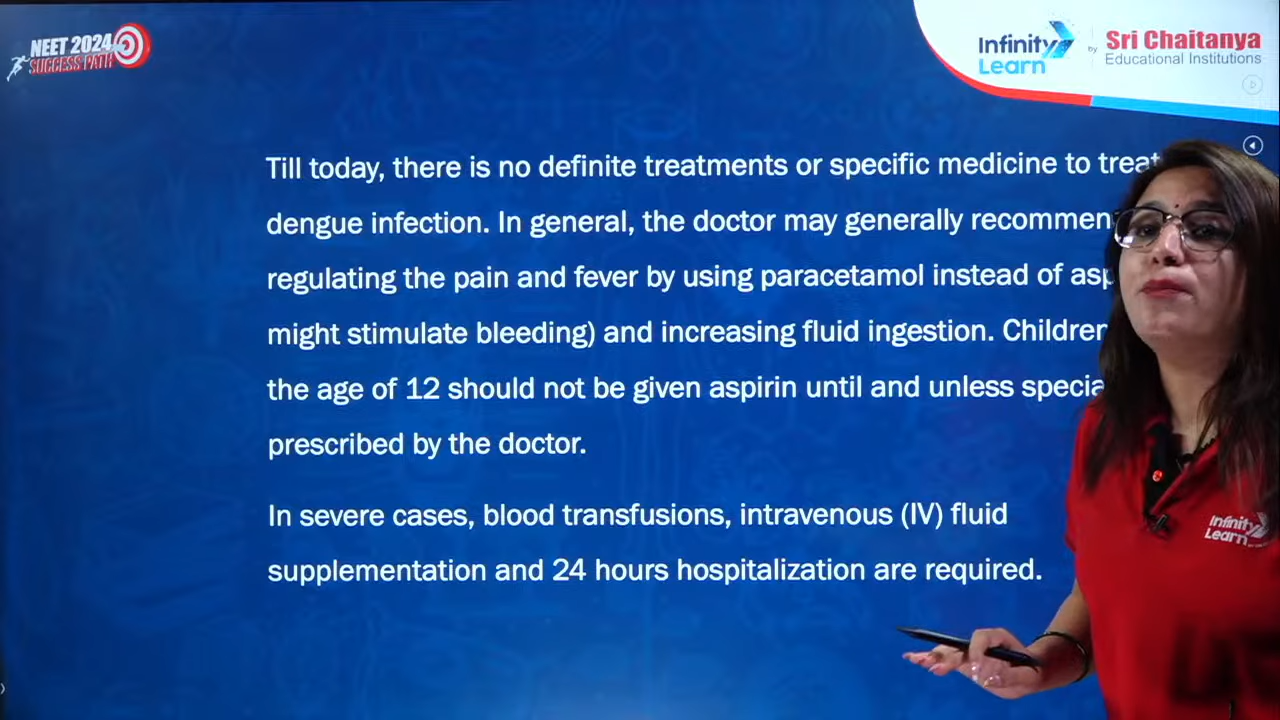 NEET 2024
SUCCESS PATH
Infinity
Learn
by
Sri Chaitanya
Educational Institutions
Till today, there is no definite treatments or specific medicine to treat
dengue infection. In general, the doctor may generally recommen
regulating the pain and fever by using paracetamol instead of asp
might stimulate bleeding) and increasing fluid ingestion. Children
the age of 12 should not be given aspirin until and unless specia
prescribed by the doctor.
In severe cases, blood transfusions, intravenous (IV) fluid
supplementation and 24 hours hospitalization are required.
Infinity
Learn